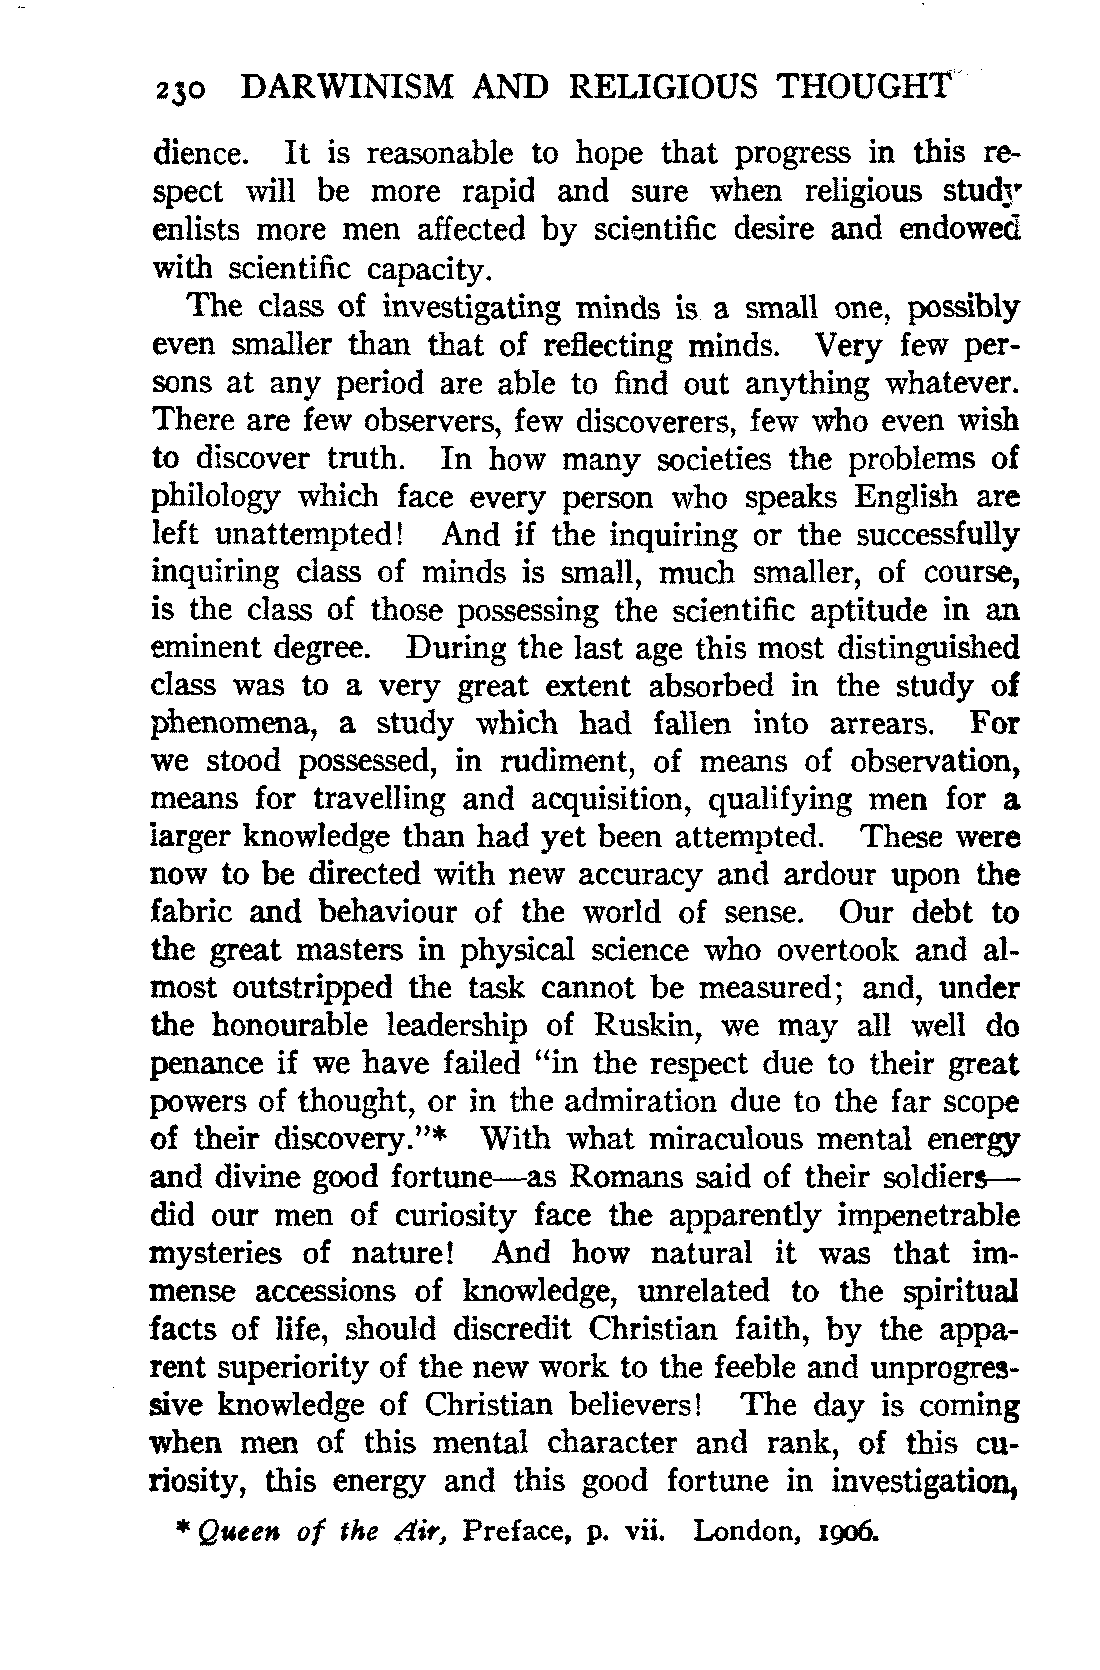 230 DARWINISM AND RELIGIOUS THOUGHT
dience. It is reasonable to hope that progress in this re-
spect will be more rapid and sure when religious study
enlists more men affected by scientific desire and endowed
with scientific capacity.
The class of investigating minds is a small one, possibly
even smaller than that of reflecting minds. Very few per-
sons at any period are able to find out anything whatever.
There are few observers, few discoverers, few who even wish
to discover truth. In how many societies the problems of
philology which face every person who speaks English are
left unattempted! And if the inquiring or the successfully
inquiring class of minds is small, much smaller, of course,
is the class of those possessing the scientific aptitude in an
eminent degree. During the last age this most distinguished
class was to a very great extent absorbed in the study of
phenomena, a study which had fallen into arrears. For
we stood possessed, in rudiment, of means of observation,
means for travelling and acquisition, qualifying men for a
larger knowledge than had yet been attempted. These were
now to be directed with new accuracy and ardour upon the
fabric and behaviour of the world of sense. Our debt to
the great masters in physical science who overtook and al-
most outstripped the task cannot be measured; and, under
the honourable leadership of Ruskin, we may all well do
penance if we have failed “in the respect due to their great
powers of thought, or in the admiration due to the far scope
of their discovery.”* With what miraculous mental energy
and divine good fortune—as Romans said of their soldiers—
did our men of curiosity face the apparently impenetrable
mysteries of nature! And how natural it was that im-
mense accessions of knowledge, unrelated to the spiritual
facts of life, should discredit Christian faith, by the appa-
rent superiority of the new work to the feeble and unprogres-
sive knowledge of Christian believers! The day is coming
when men of this mental character and rank, of this cu-
riosity, this energy and this good fortune in investigation,
* Queen of the Air, Preface, p. vii. London, 1906.